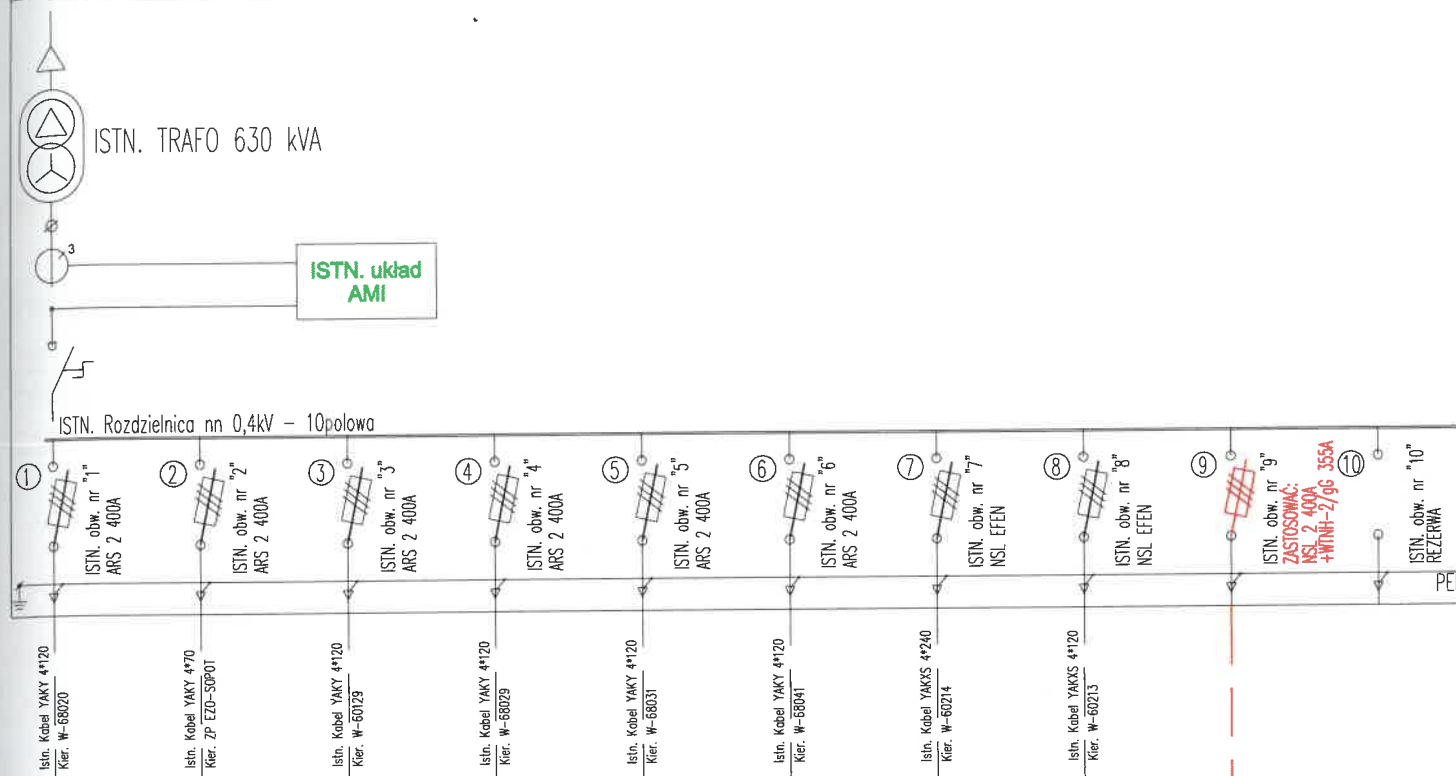 ISTN. TRAFO 630 kVA
3
ISTN. układ
AMI
ISTN. Rozdzielnica nn 0,4kV – 10polowa
1
ISTN. obw. nr "1"
ARS 2 400A
2
ISTN. obw. nr "2"
ARS 2 400A
3
ISTN. obw. nr "3"
ARS 2 400A
4
ISTN. obw. nr "4"
ARS 2 400A
5
ISTN. obw. nr "5"
ARS 2 400A
6
ISTN. obw. nr "6"
ARS 2 400A
7
ISTN. obw. nr "7"
NSL EFEN
8
ISTN. obw. nr "8"
NSL EFEN
9
ISTN. obw. nr "9"
ZASTOSOWAĆ:
NSL 2 400A
+WTNH-2/gG 355A
10
ISTN. obw. nr "10"
REZERWA
PE
Istn. Kabel YAKY 4*120
Kier. W-68020
Istn. Kabel YAKY 4*70
Kier. ZP EZO-SOPOT
Istn. Kabel YAKY 4*120
Kier. W-60129
Istn. Kabel YAKY 4*120
Kier. W-68029
Istn. Kabel YAKY 4*120
Kier. W-68031
Istn. Kabel YAKY 4*120
Kier. W-68041
Istn. Kabel YAKXS 4*240
Kier. W-60214
Istn. Kabel YAKXS 4*120
Kier. W-60213